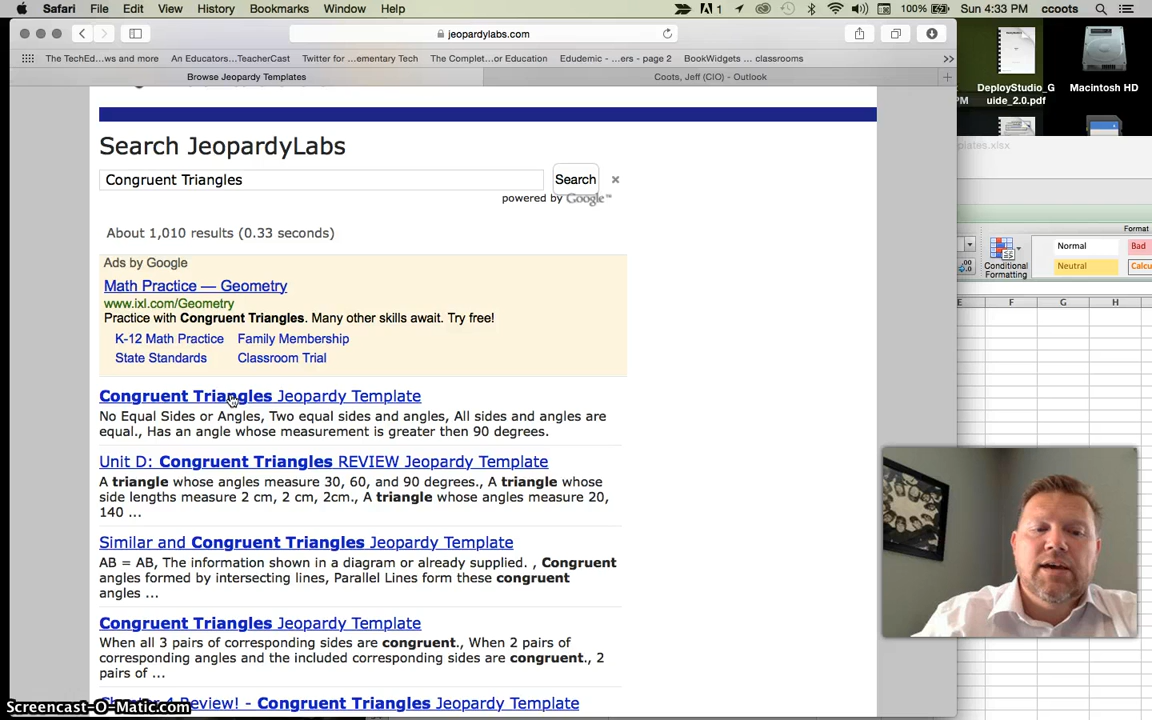 Safari File Edit View History Bookmarks Window Help 1 100% Sun 4:33 PM ccoots
jeopardylabs.com
The TechEd...ws and more An Educators...TeacherCast Twitter for ...ementary Tech The Complet...or Education Edudemic - ...ers - page 2 BookWidgets ... classrooms »
Browse Jeopardy Templates Coots, Jeff (CIO) - Outlook +
DeployStudio_G
uide_2.0.pdf
Macintosh HD
PM
plates.xlsx
Search JeopardyLabs
Congruent Triangles Search ×
powered by Google™
About 1,010 results (0.33 seconds)
Ads by Google
Math Practice — Geometry
www.ixl.com/Geometry
Practice with Congruent Triangles. Many other skills await. Try free!
K-12 Math Practice Family Membership
State Standards Classroom Trial
Congruent Triangles Jeopardy Template
No Equal Sides or Angles, Two equal sides and angles, All sides and angles are
equal., Has an angle whose measurement is greater then 90 degrees.
Unit D: Congruent Triangles REVIEW Jeopardy Template
A triangle whose angles measure 30, 60, and 90 degrees., A triangle whose
side lengths measure 2 cm, 2 cm, 2cm., A triangle whose angles measure 20,
140 ...
Similar and Congruent Triangles Jeopardy Template
AB = AB, The information shown in a diagram or already supplied. , Congruent
angles formed by intersecting lines, Parallel Lines form these congruent
angles ...
Congruent Triangles Jeopardy Template
When all 3 pairs of corresponding sides are congruent., When 2 pairs of
corresponding angles and the included corresponding sides are congruent., 2
pairs of ...
Review! - Congruent Triangles Jeopardy Template
Format
Normal Bad
Neutral Calcu
Conditional
Formatting
E F G H
Screencast-O-Matic.com